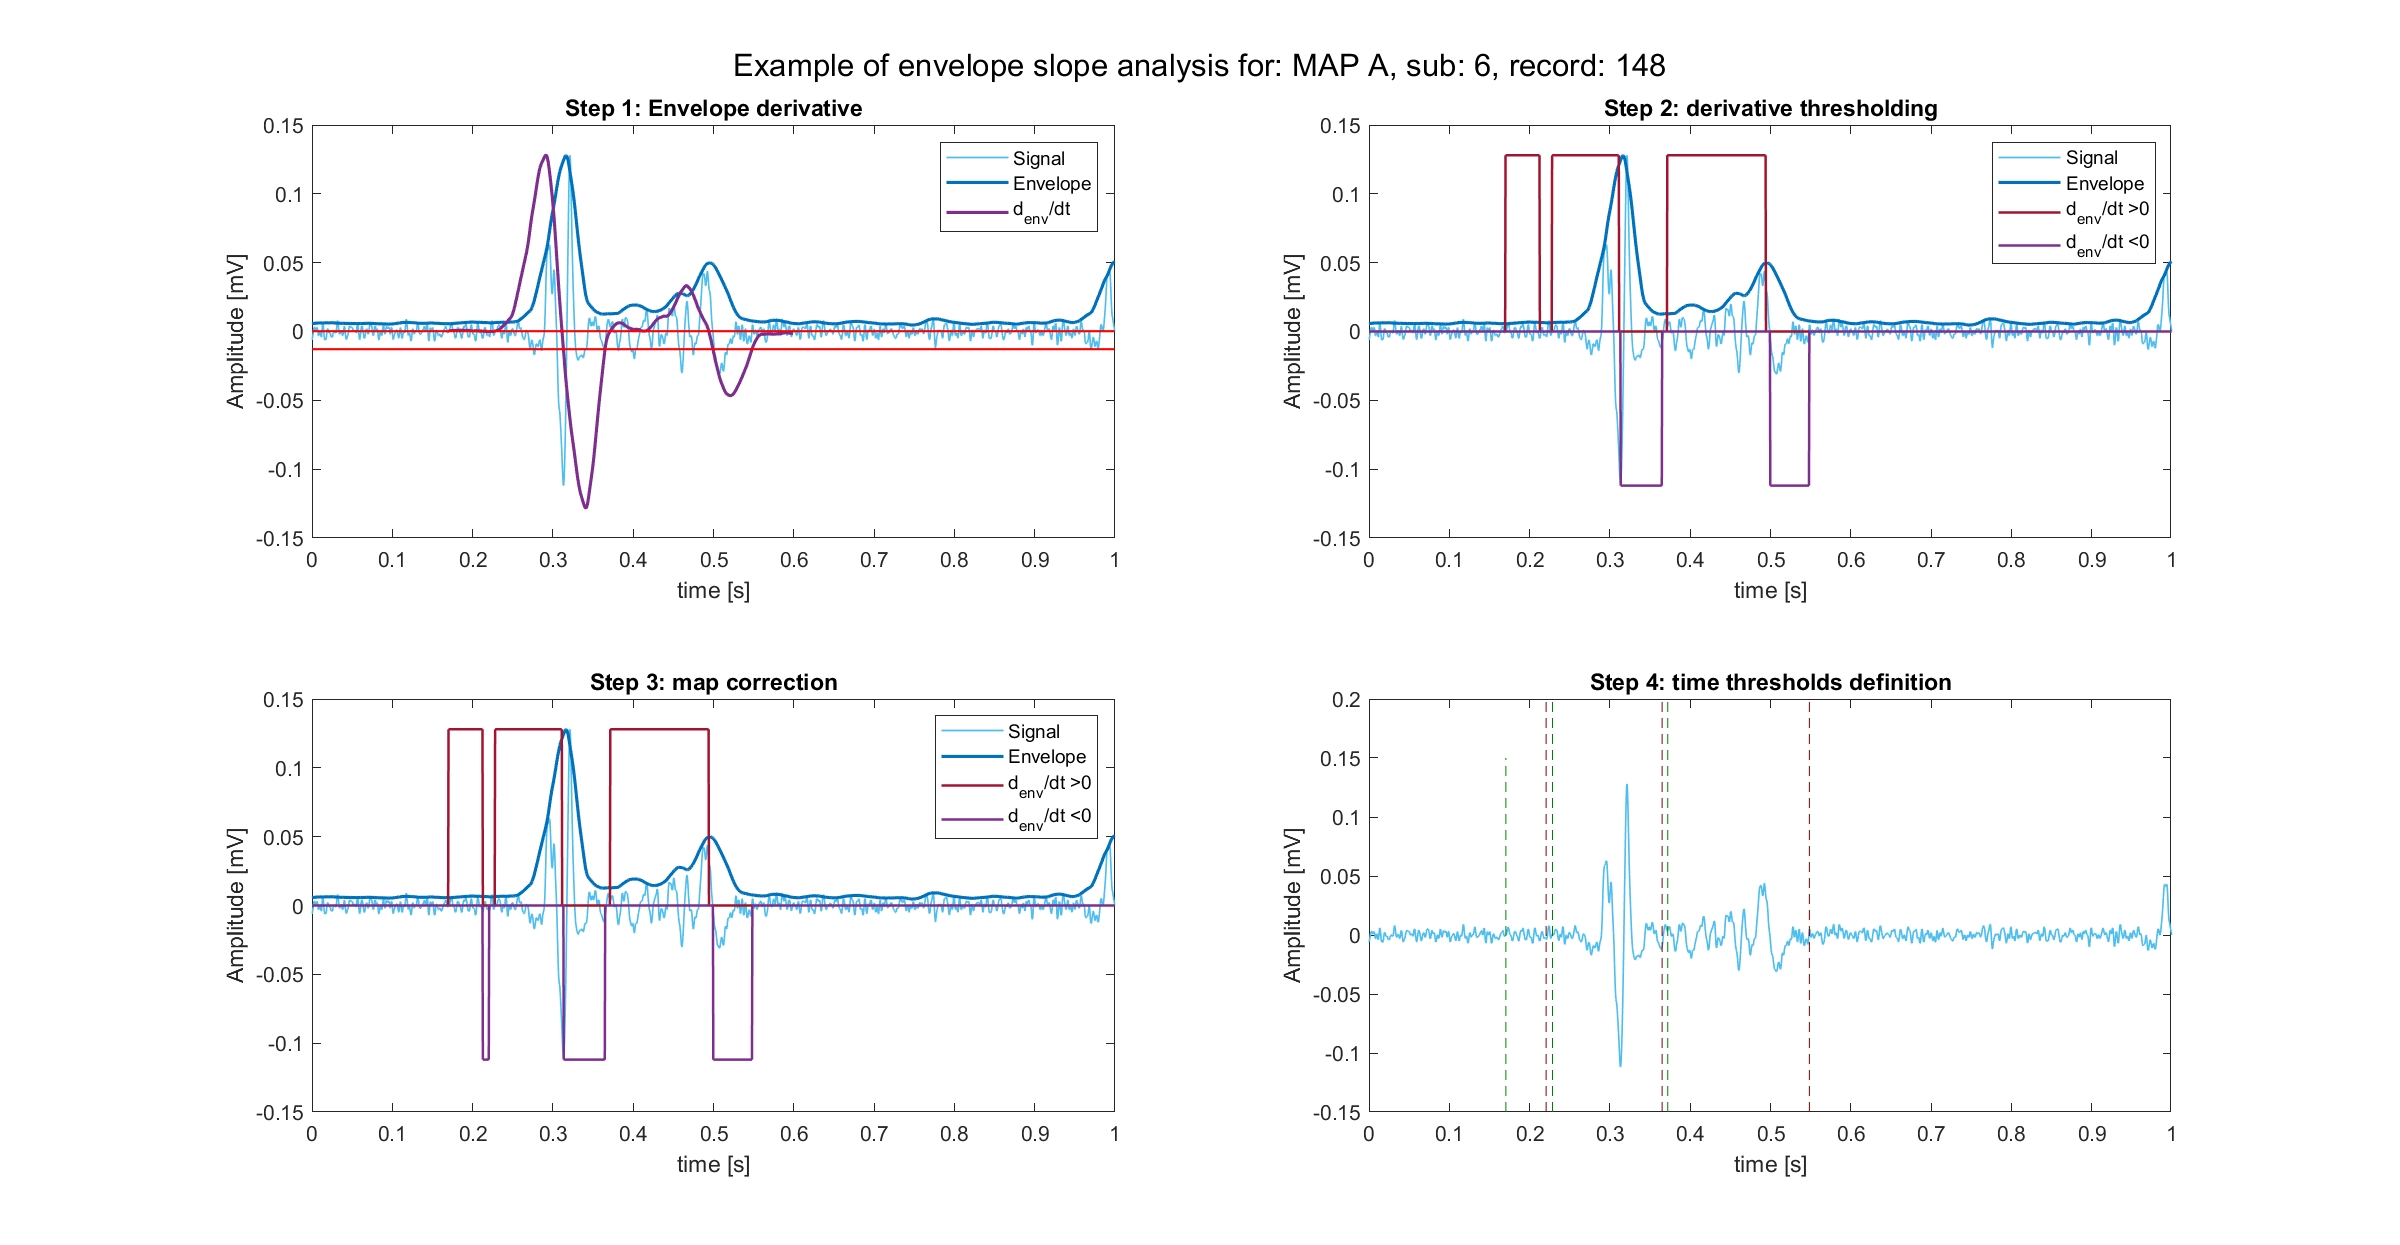 Example of envelope slope analysis for: MAP A, sub: 6, record: 148
Step 1: Envelope derivative
0.15
0.1
0.05
0
-0.05
-0.1
-0.15
Amplitude [mV]
0 0.1 0.2 0.3 0.4 0.5 0.6 0.7 0.8 0.9 1
time [s]
Signal
Envelope
d_env/dt
Step 2: derivative thresholding
0.15
0.1
0.05
0
-0.05
-0.1
-0.15
Amplitude [mV]
0 0.1 0.2 0.3 0.4 0.5 0.6 0.7 0.8 0.9 1
time [s]
Signal
Envelope
d_env/dt >0
d_env/dt <0
Step 3: map correction
0.15
0.1
0.05
0
-0.05
-0.1
-0.15
Amplitude [mV]
0 0.1 0.2 0.3 0.4 0.5 0.6 0.7 0.8 0.9 1
time [s]
Signal
Envelope
d_env/dt >0
d_env/dt <0
Step 4: time thresholds definition
0.2
0.15
0.1
0.05
0
-0.05
-0.1
-0.15
Amplitude [mV]
0 0.1 0.2 0.3 0.4 0.5 0.6 0.7 0.8 0.9 1
time [s]